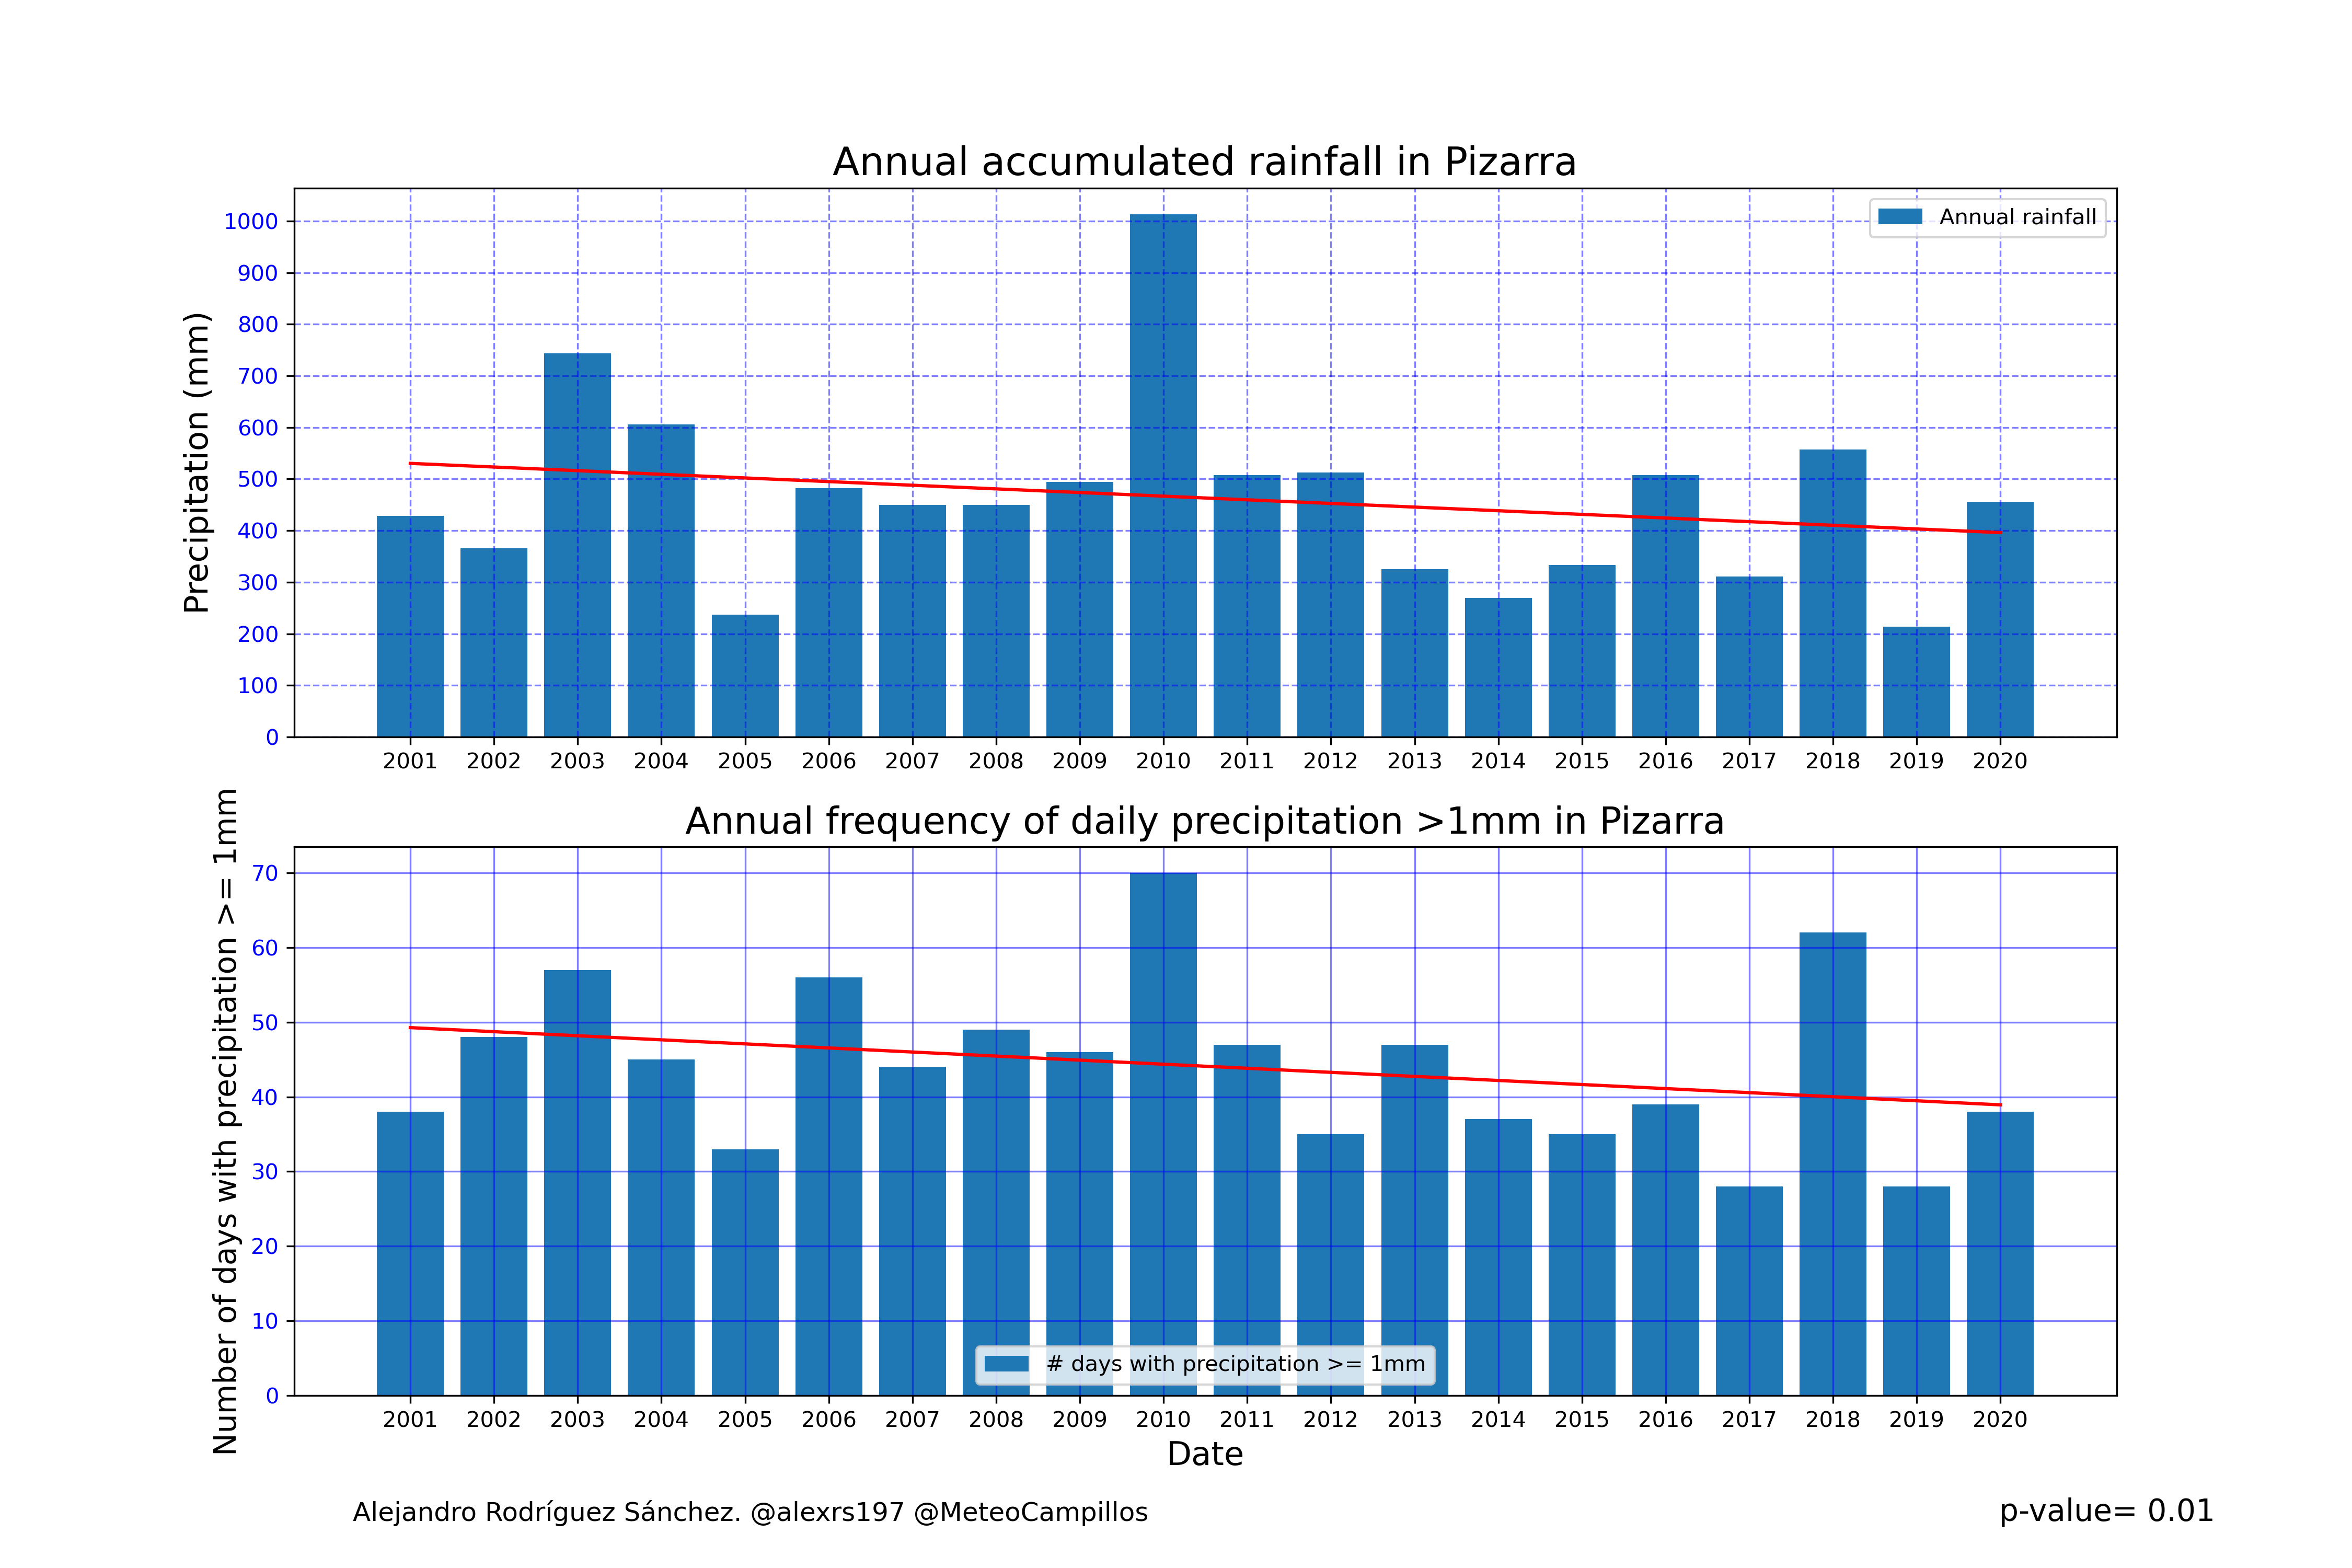 Annual accumulated rainfall in Pizarra
Precipitation (mm)
1000
900
800
700
600
500
400
300
200
100
0
Annual rainfall
2001 2002 2003 2004 2005 2006 2007 2008 2009 2010 2011 2012 2013 2014 2015 2016 2017 2018 2019 2020
Annual frequency of daily precipitation >1mm in Pizarra
Number of days with precipitation >= 1mm
70
60
50
40
30
20
10
0
# days with precipitation >= 1mm
2001 2002 2003 2004 2005 2006 2007 2008 2009 2010 2011 2012 2013 2014 2015 2016 2017 2018 2019 2020
Date
Alejandro Rodríguez Sánchez. @alexrs197 @MeteoCampillos
p-value= 0.01